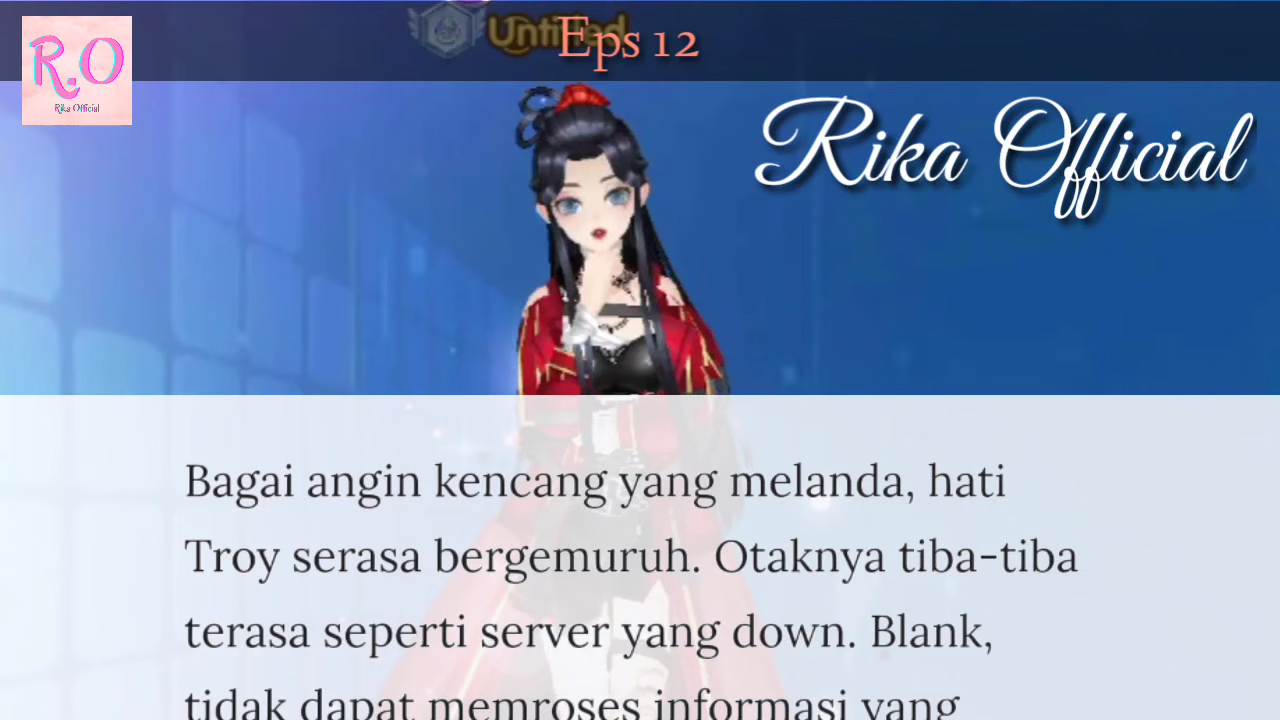 Untitled
Eps 12
R.O
Rika Official
Rika Official
Bagai angin kencang yang melanda, hati
Troy serasa bergemuruh. Otaknya tiba-tiba
terasa seperti server yang down. Blank,
tidak dapat memroses informasi yang